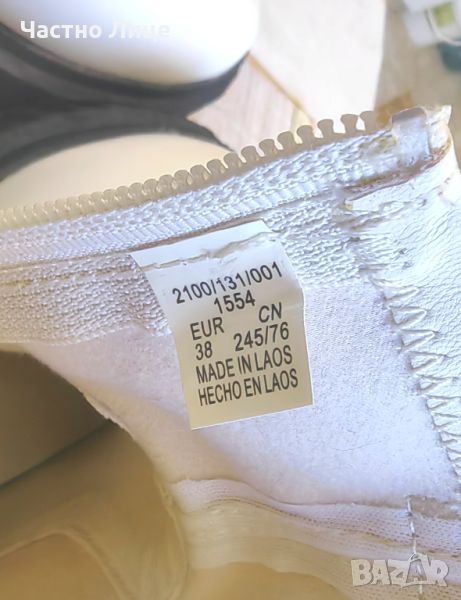 Частно Лице
2100/131/001
1554
EUR CN
38 245/76
MADE IN LAOS
HECHO EN LAOS
BAZAR